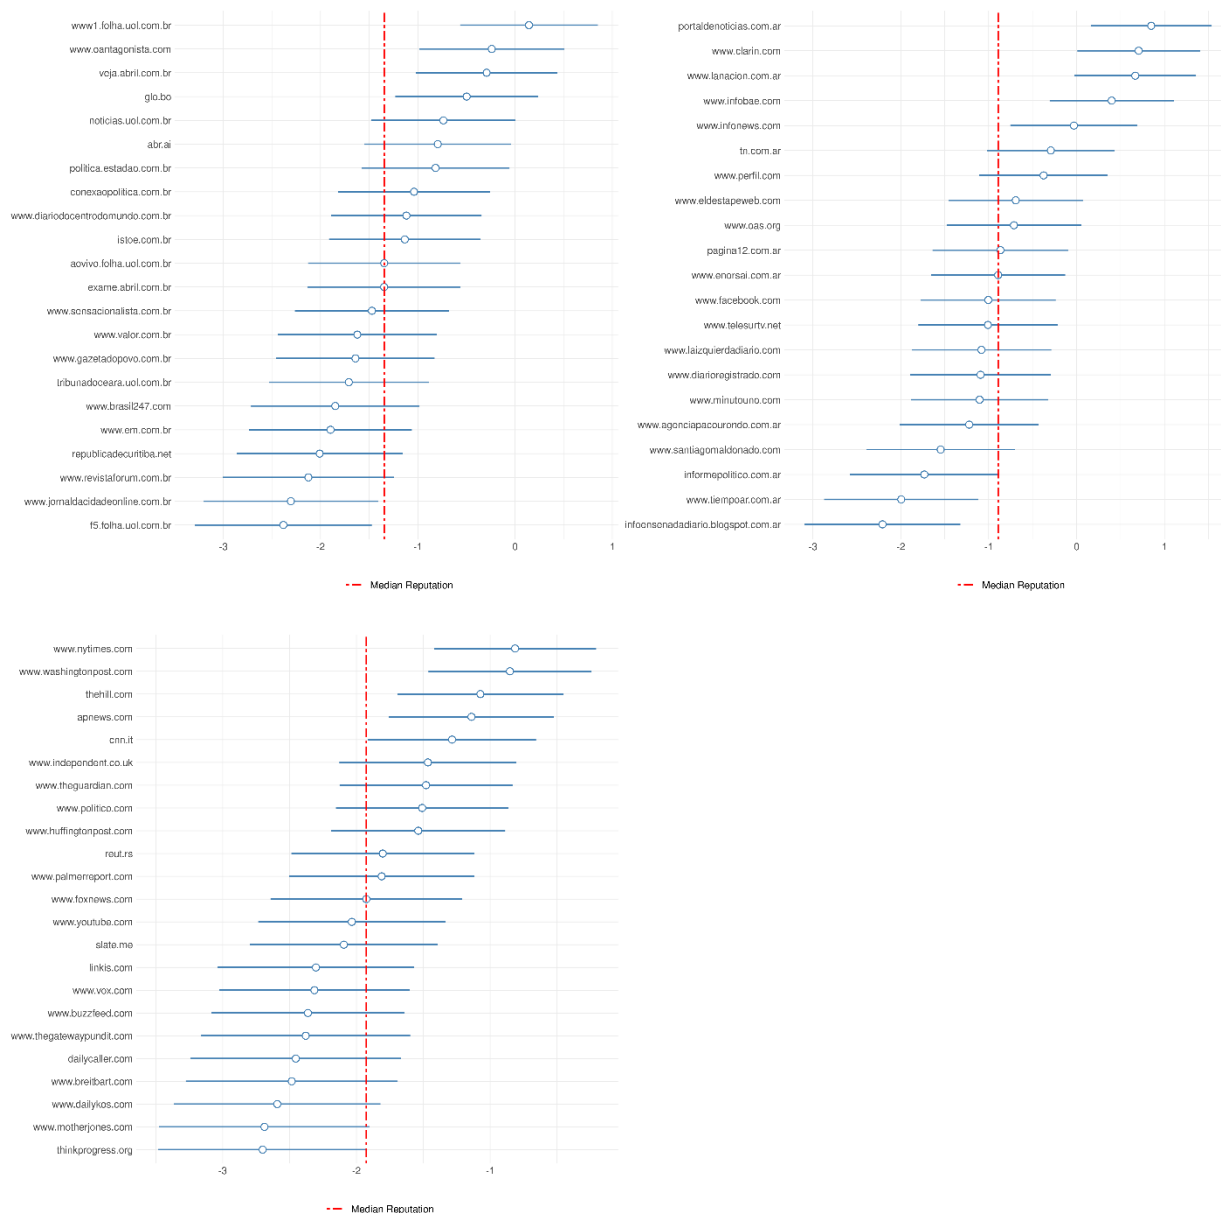 www1.folha.uol.com.br
www.oantagonista.com
veja.abril.com.br
glo.bo
noticias.uol.com.br
abr.ai
politica.estadao.com.br
conexaopolitica.com.br
www.diariodocentrodomundo.com.br
istoe.com.br
aovivo.folha.uol.com.br
exame.abril.com.br
www.sensacionalista.com.br
www.valor.com.br
www.gazetadopovo.com.br
tribunadoceara.uol.com.br
www.brasil247.com
www.em.com.br
republicadecuritiba.net
www.revistaforum.com.br
www.jornaldacidadeonline.com.br
f5.folha.uol.com.br
-3 -2 -1 0 1
Median Reputation
portaldenoticias.com.ar
www.clarin.com
www.lanacion.com.ar
www.infobae.com
www.infonews.com
tn.com.ar
www.perfil.com
www.eldestapeweb.com
www.oas.org
pagina12.com.ar
www.enorsai.com.ar
www.facebook.com
www.telesurtv.net
www.laizquierdadiario.com
www.diarioregistrado.com
www.minutouno.com
www.agenciapacourondo.com.ar
www.santiagomaldonado.com
informepolitico.com.ar
www.tiempoar.com.ar
infoensenadadiario.blogspot.com.ar
-3 -2 -1 0 1
Median Reputation
www.nytimes.com
www.washingtonpost.com
thehill.com
apnews.com
cnn.it
www.independent.co.uk
www.theguardian.com
www.politico.com
www.huffingtonpost.com
reut.rs
www.palmerreport.com
www.foxnews.com
www.youtube.com
slate.me
linkis.com
www.vox.com
www.buzzfeed.com
www.thegatewaypundit.com
dailycaller.com
www.breitbart.com
www.dailykos.com
www.motherjones.com
thinkprogress.org
-3 -2 -1
Median Reputation